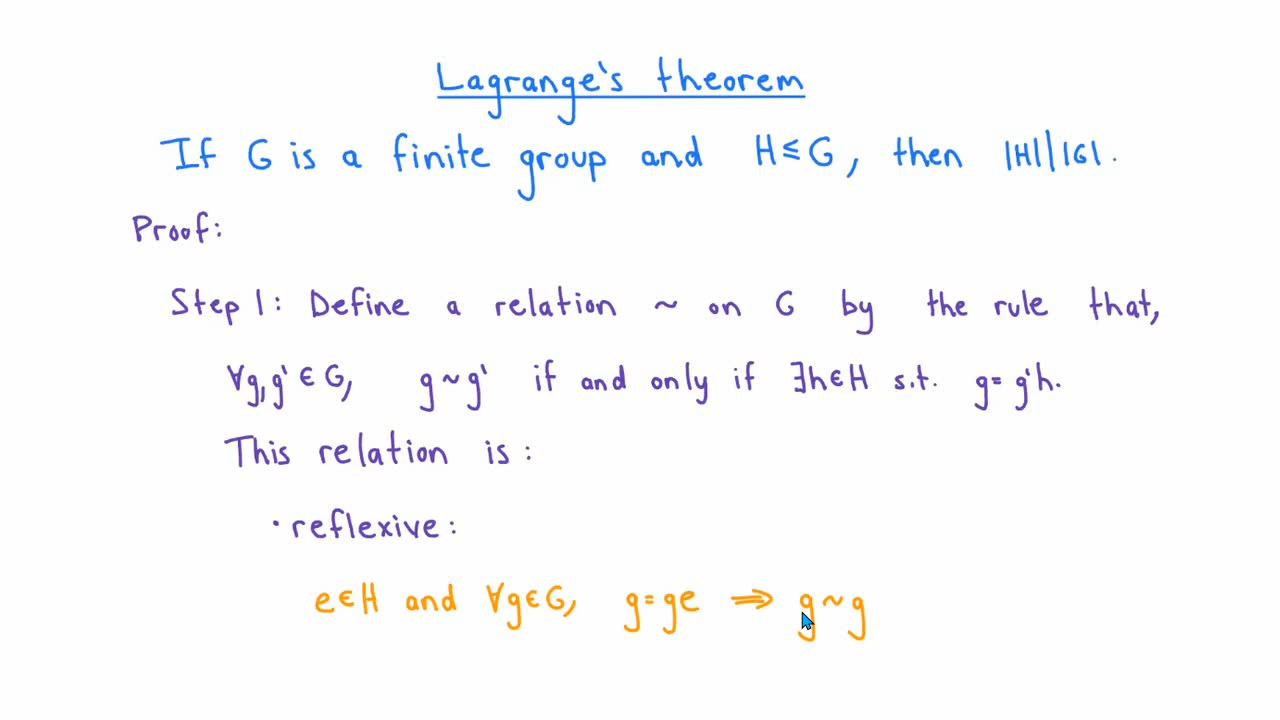 Lagrange's theorem
If G is a finite group and H≤G, then |H|||G|.
Proof:
Step 1: Define a relation ~ on G by the rule that,
∀g,g'∈G, g~g' if and only if ∃h∈H s.t. g=g'h.
This relation is:
• reflexive:
e∈H and ∀g∈G, g=ge ⇒ g~g